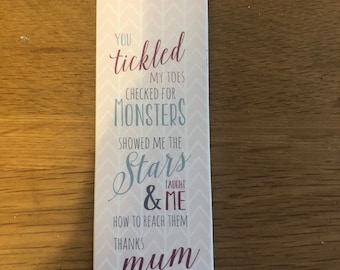 YOU
tickled
MY TOES
CHECKED FOR
MONSTERS
SHOWED ME THE
Stars
& TAUGHT ME
HOW TO REACH THEM
THANKS
mum